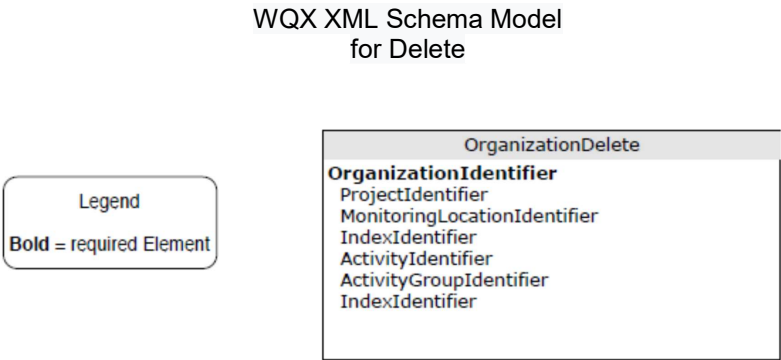 WQX XML Schema Model
for Delete
Legend
Bold = required Element
OrganizationDelete
OrganizationIdentifier
ProjectIdentifier
MonitoringLocationIdentifier
IndexIdentifier
ActivityIdentifier
ActivityGroupIdentifier
IndexIdentifier